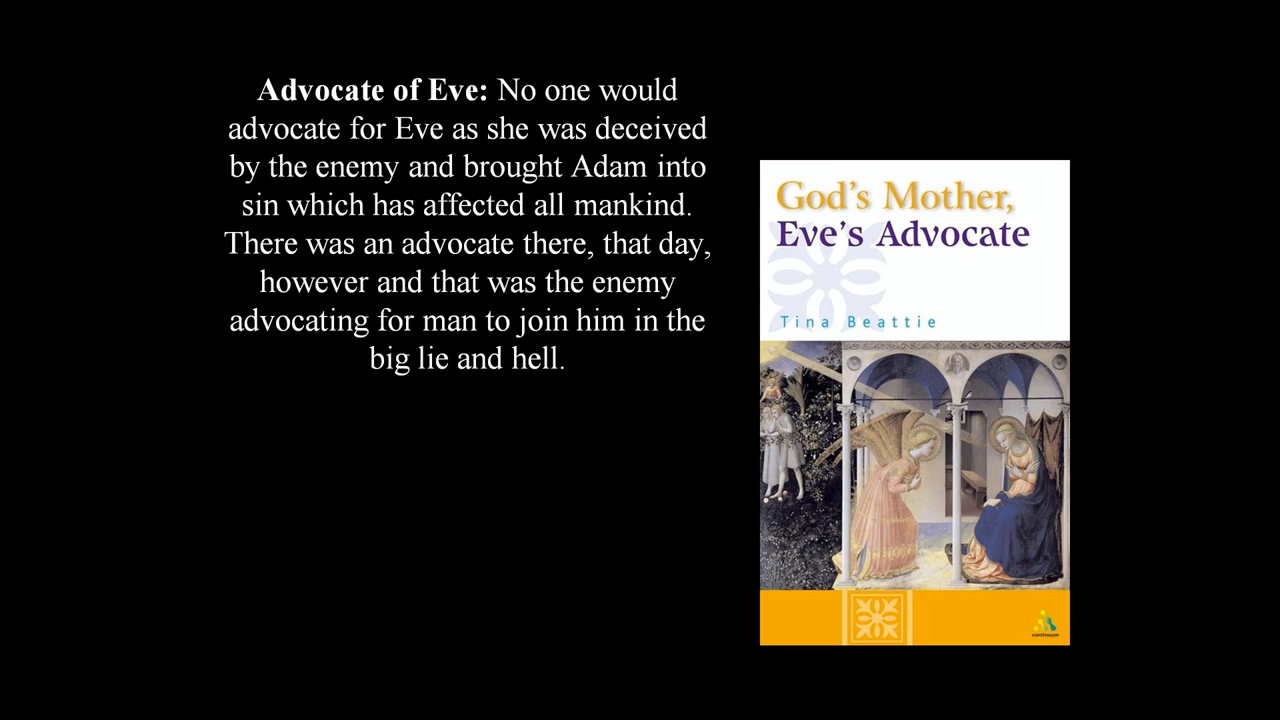 Advocate of Eve: No one would
advocate for Eve as she was deceived
by the enemy and brought Adam into
sin which has affected all mankind.
There was an advocate there, that day,
however and that was the enemy
advocating for man to join him in the
big lie and hell.
God's Mother,
Eve's Advocate
Tina Beattie
continuum